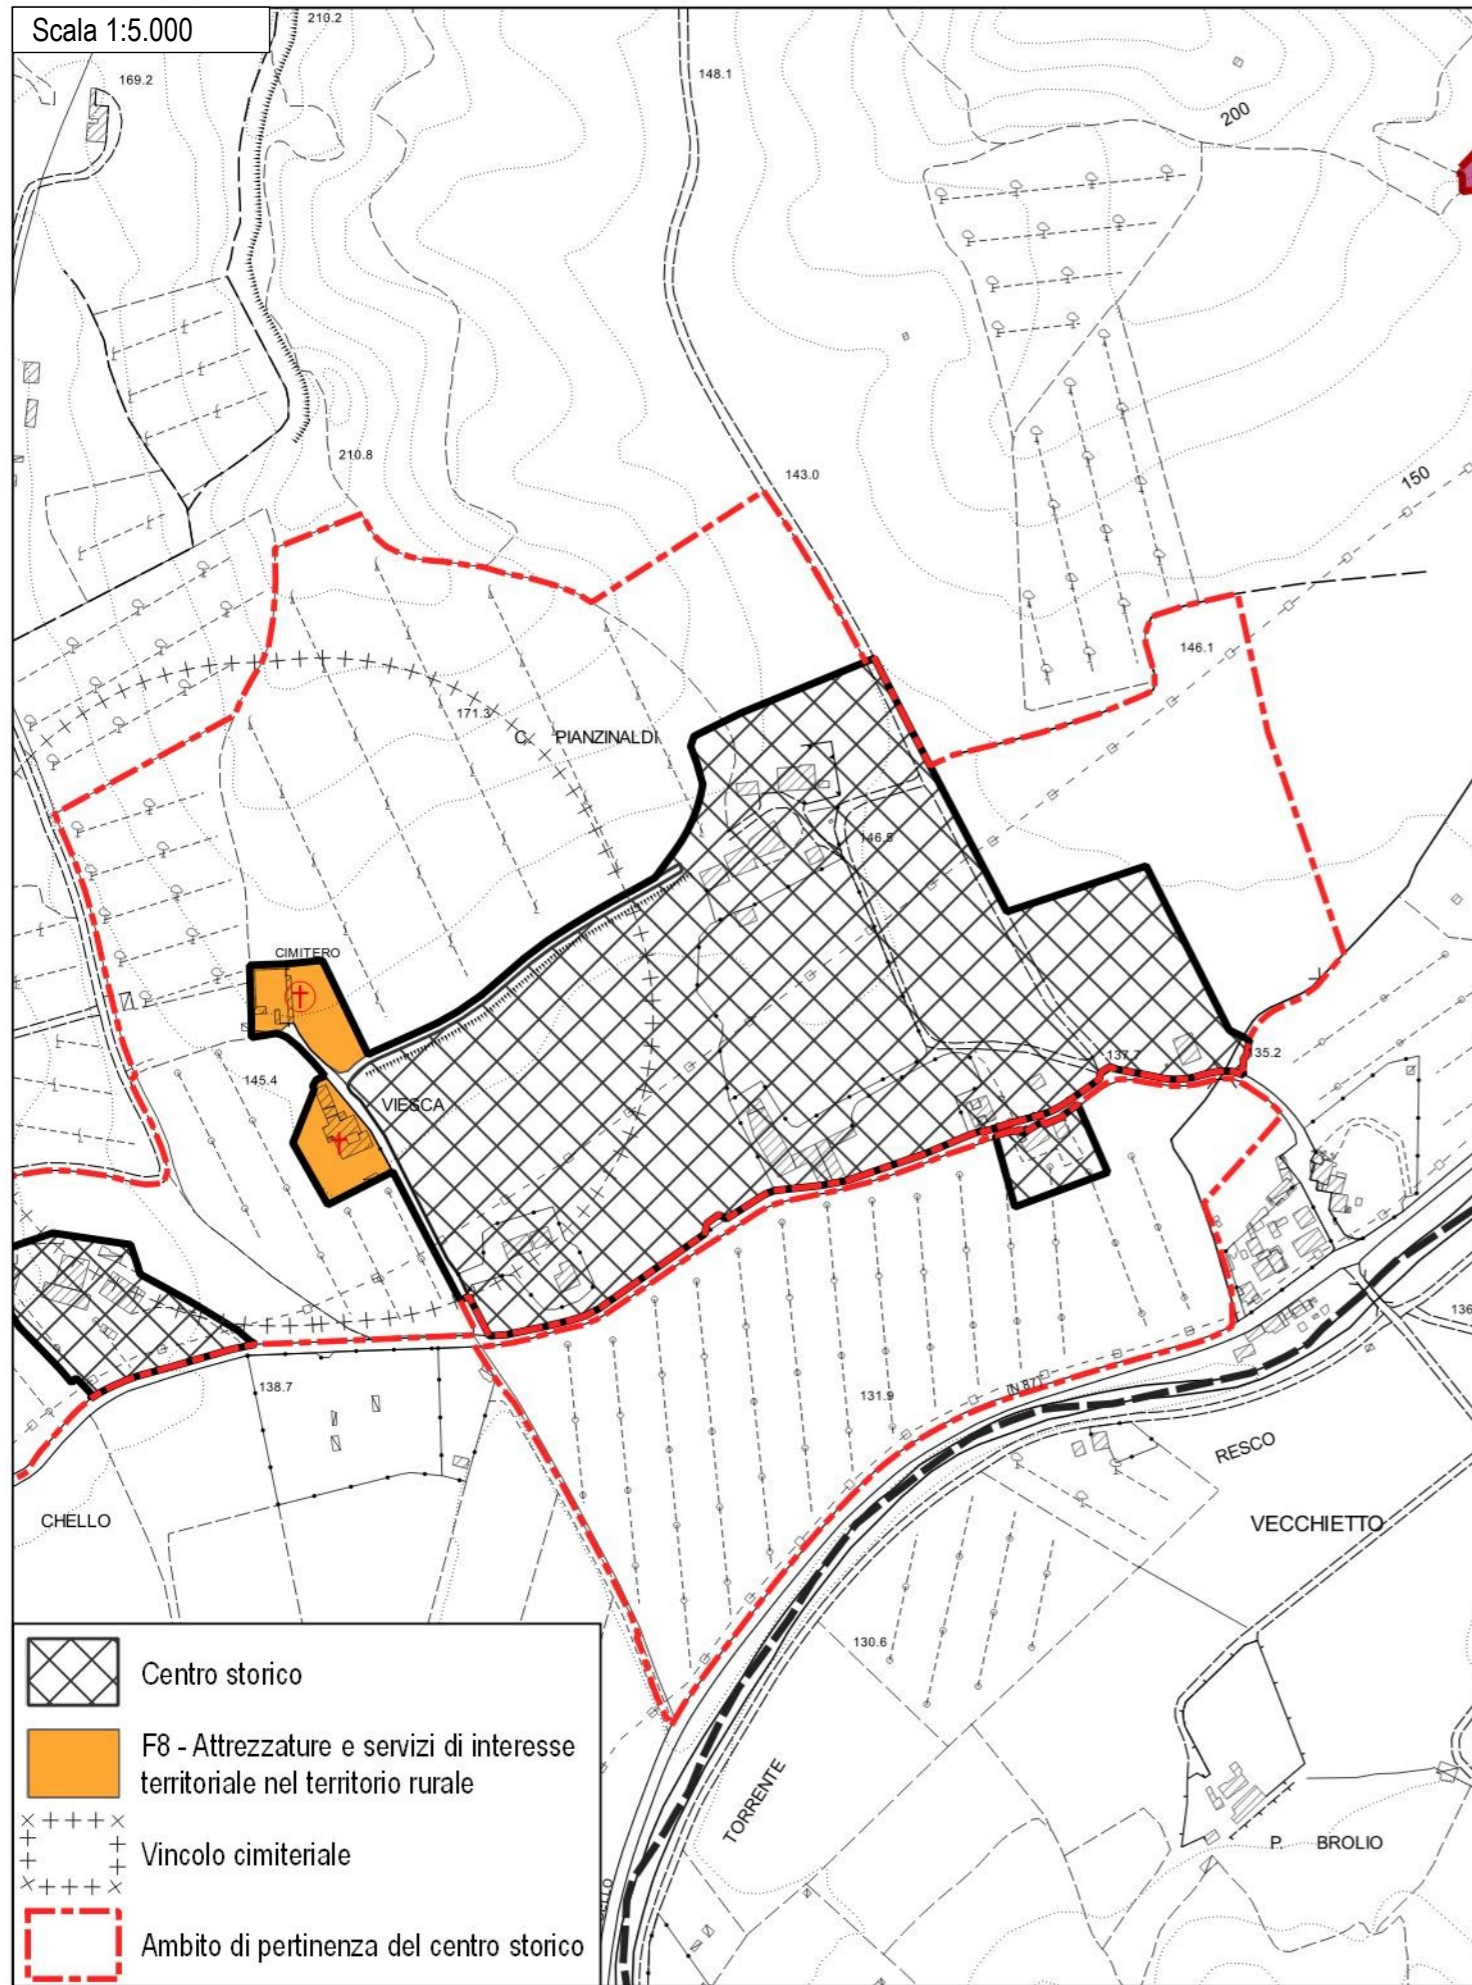 Scala 1:5.000
210.2
169.2
148.1
200
210.8
143.0
150
146.1
171.3
C. PIANZINALDI
CIMITERO
137.7
135.2
145.4
VIESCA
136
138.7
131.9
RESCO
CHELLO
VECCHIETTO
130.6
TORRENTE
P. BROLIO
Centro storico
F8 - Attrezzature e servizi di interesse
territoriale nel territorio rurale
Vincolo cimiteriale
Ambito di pertinenza del centro storico